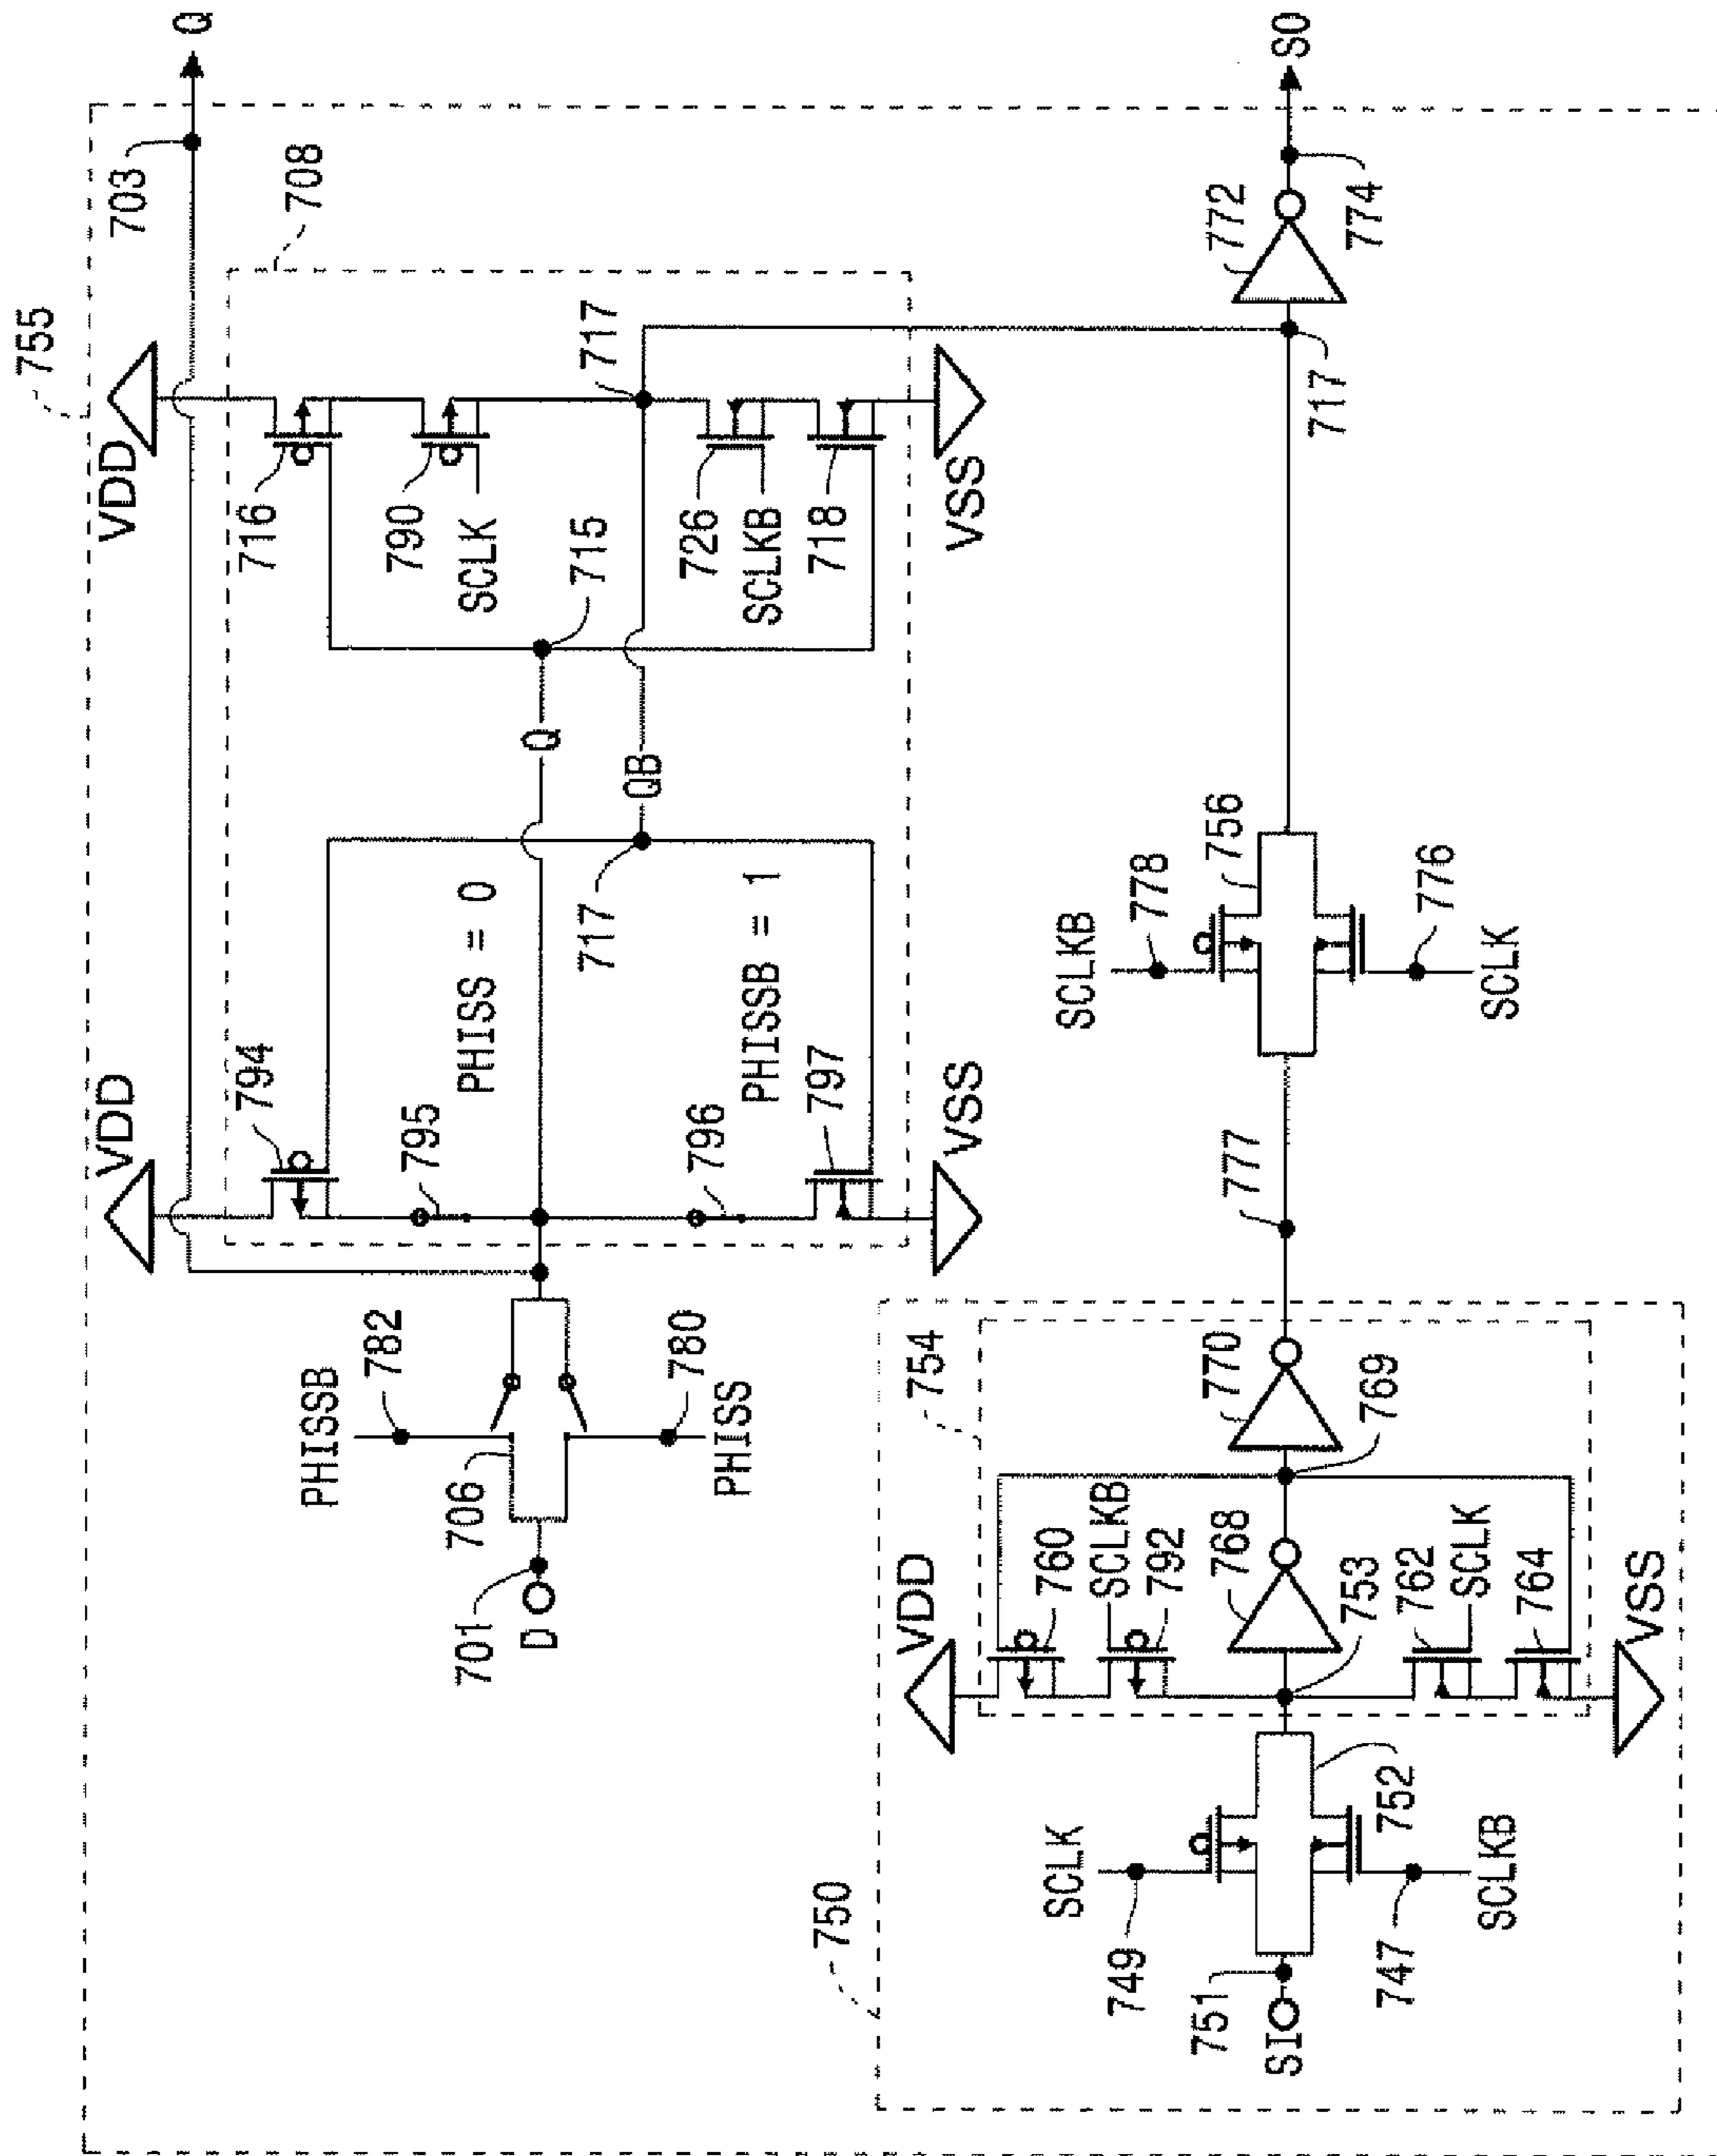 755
VDD
VDD
703
Q
794
716
708
790
SCLK
795
PHISS = 0
Q
715
717
QB
717
PHISSB = 1
796
797
726
SCLKB
718
VSS
VSS
PHISSB
782
706
701
D
780
PHISS
772
SO
774
717
SCLKB
778
756
776
SCLK
777
750
754
VDD
760
SCLKB
792
770
768
769
753
762
SCLK
764
VSS
SCLK
749
751
SI
752
747
SCLKB